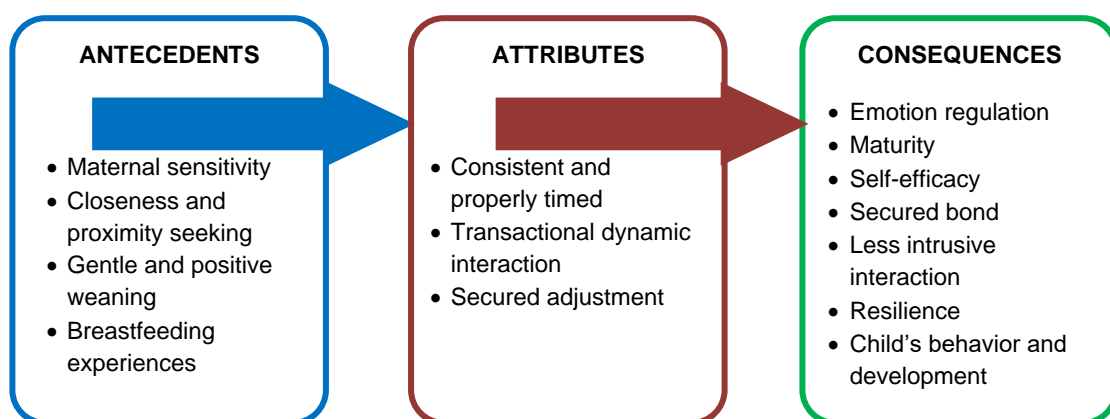 ANTECEDENTS
• Maternal sensitivity
• Closeness and
proximity seeking
• Gentle and positive
weaning
• Breastfeeding
experiences
ATTRIBUTES
• Consistent and
properly timed
• Transactional dynamic
interaction
• Secured adjustment
CONSEQUENCES
• Emotion regulation
• Maturity
• Self-efficacy
• Secured bond
• Less intrusive
interaction
• Resilience
• Child’s behavior and
development